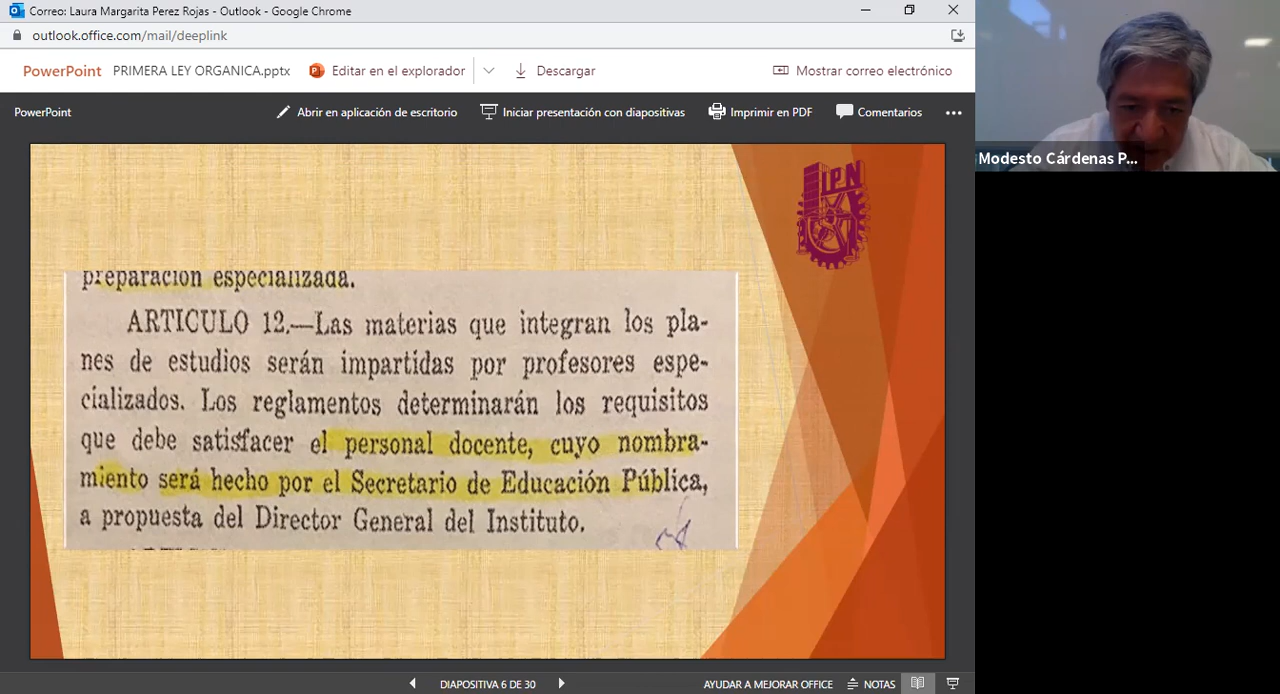 Correo: Laura Margarita Perez Rojas - Outlook - Google Chrome
outlook.office.com/mail/deeplink
PowerPoint PRIMERA LEY ORGANICA.pptx Editar en el explorador Descargar Mostrar correo electrónico
PowerPoint Abrir en aplicación de escritorio Iniciar presentación con diapositivas Imprimir en PDF Comentarios
IPN
preparación especializada.
ARTICULO 12.—Las materias que integran los pla-
nes de estudios serán impartidas por profesores espe-
cializados. Los reglamentos determinarán los requisitos
que debe satisfacer el personal docente, cuyo nombra-
miento será hecho por el Secretario de Educación Pública,
a propuesta del Director General del Instituto.
DIAPOSITIVA 6 DE 30 AYUDAR A MEJORAR OFFICE NOTAS
Modesto Cárdenas P...